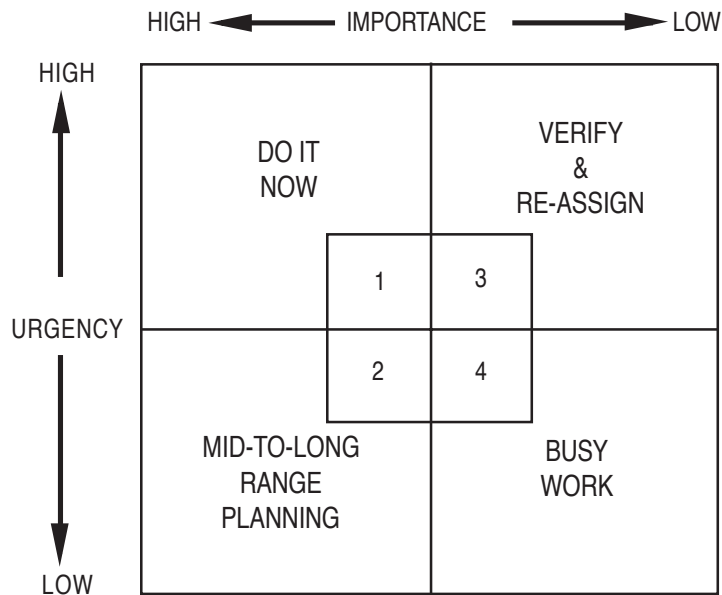 HIGH IMPORTANCE LOW
HIGH
DO IT
NOW
VERIFY
&
RE-ASSIGN
1
3
URGENCY
2
4
MID-TO-LONG
RANGE
PLANNING
BUSY
WORK
LOW